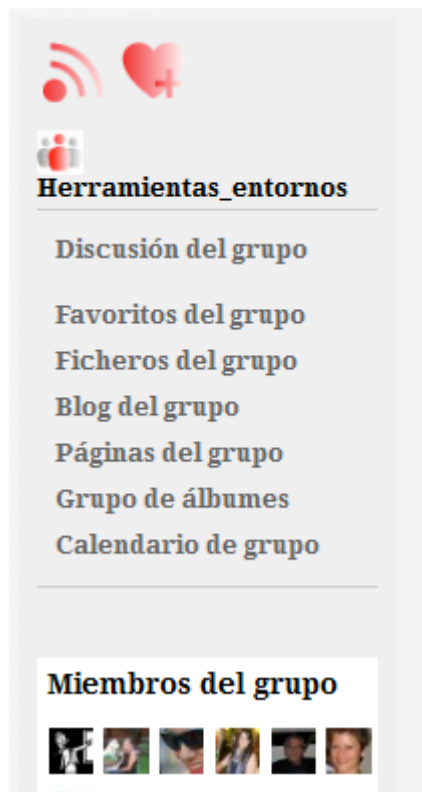 Herramientas_entornos
Discusión del grupo
Favoritos del grupo
Ficheros del grupo
Blog del grupo
Páginas del grupo
Grupo de álbumes
Calendario de grupo
Miembros del grupo